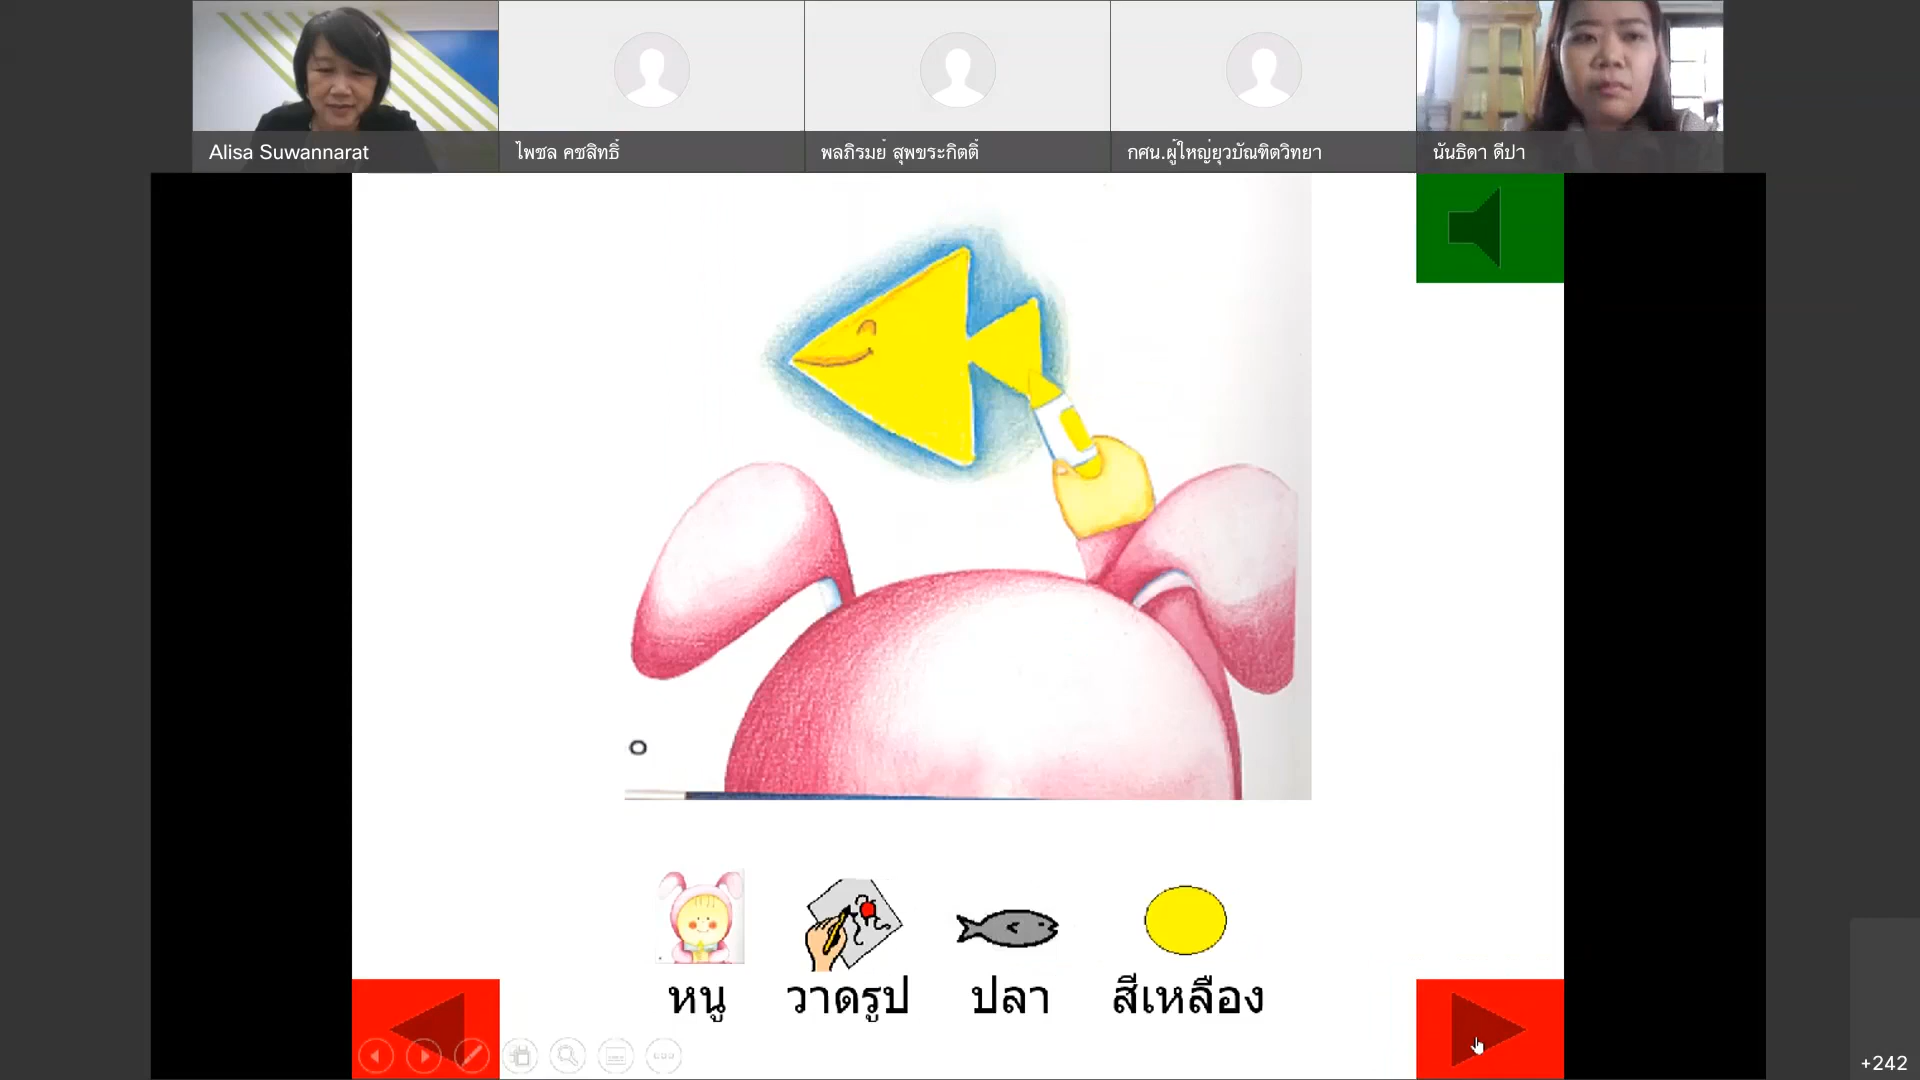 Alisa Suwannarat
ไพชล คชสิทธิ์
พลภิรมย์ สุพขระกิตติ์
กศน.ผู้ใหญ่ยุวบัณฑิตวิทยา
นันธิดา ดีปา
หนู วาดรูป ปลา สีเหลือง
+242